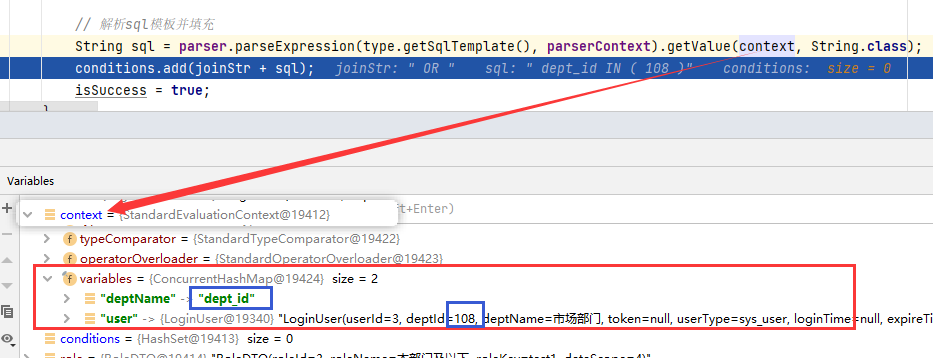 // 解析sql模板并填充
String sql = parser.parseExpression(type.getSqlTemplate(), parserContext).getValue(context, String.class);
conditions.add(joinStr + sql); joinStr: " OR " sql: " dept_id IN ( 108 )" conditions: size = 0
isSuccess = true;
}
Variables
context = {StandardEvaluationContext@19412} ft+Enter)
typeComparator = {StandardTypeComparator@19422}
operatorOverloader = {StandardOperatorOverloader@19423}
variables = {ConcurrentHashMap@19424} size = 2
"deptName" -> "dept_id"
"user" -> {LoginUser@19340} "LoginUser(userId=3, deptId=108, deptName=市场部门, token=null, userType=sys_user, loginTime=null, expireTi
conditions = {HashSet@19413} size = 0